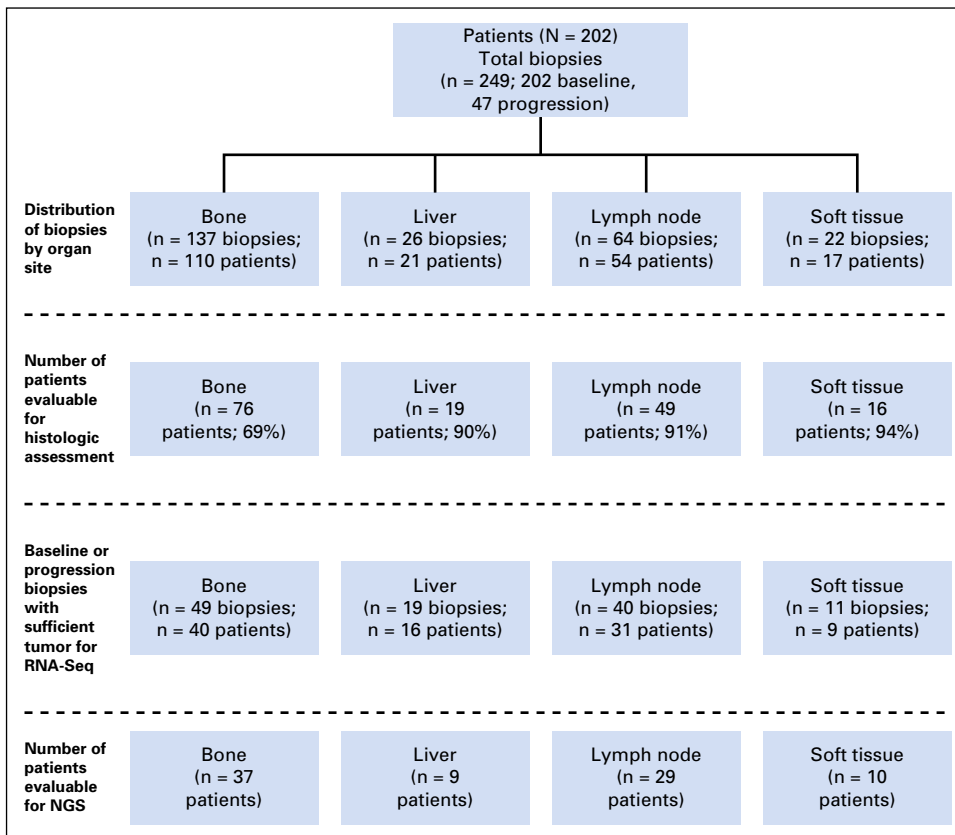 Patients (N = 202)
Total biopsies
(n = 249; 202 baseline,
47 progression)
Distribution
of biopsies
by organ
site
Bone
(n = 137 biopsies;
n = 110 patients)
Liver
(n = 26 biopsies;
n = 21 patients)
Lymph node
(n = 64 biopsies;
n = 54 patients)
Soft tissue
(n = 22 biopsies;
n = 17 patients)
Number of
patients
evaluable
for
histologic
assessment
Bone
(n = 76
patients; 69%)
Liver
(n = 19
patients; 90%)
Lymph node
(n = 49
patients; 91%)
Soft tissue
(n = 16
patients; 94%)
Baseline or
progression
biopsies
with
sufficient
tumor for
RNA-Seq
Bone
(n = 49 biopsies;
n = 40 patients)
Liver
(n = 19 biopsies;
n = 16 patients)
Lymph node
(n = 40 biopsies;
n = 31 patients)
Soft tissue
(n = 11 biopsies;
n = 9 patients)
Number of
patients
evaluable
for NGS
Bone
(n = 37
patients)
Liver
(n = 9
patients)
Lymph node
(n = 29
patients)
Soft tissue
(n = 10
patients)